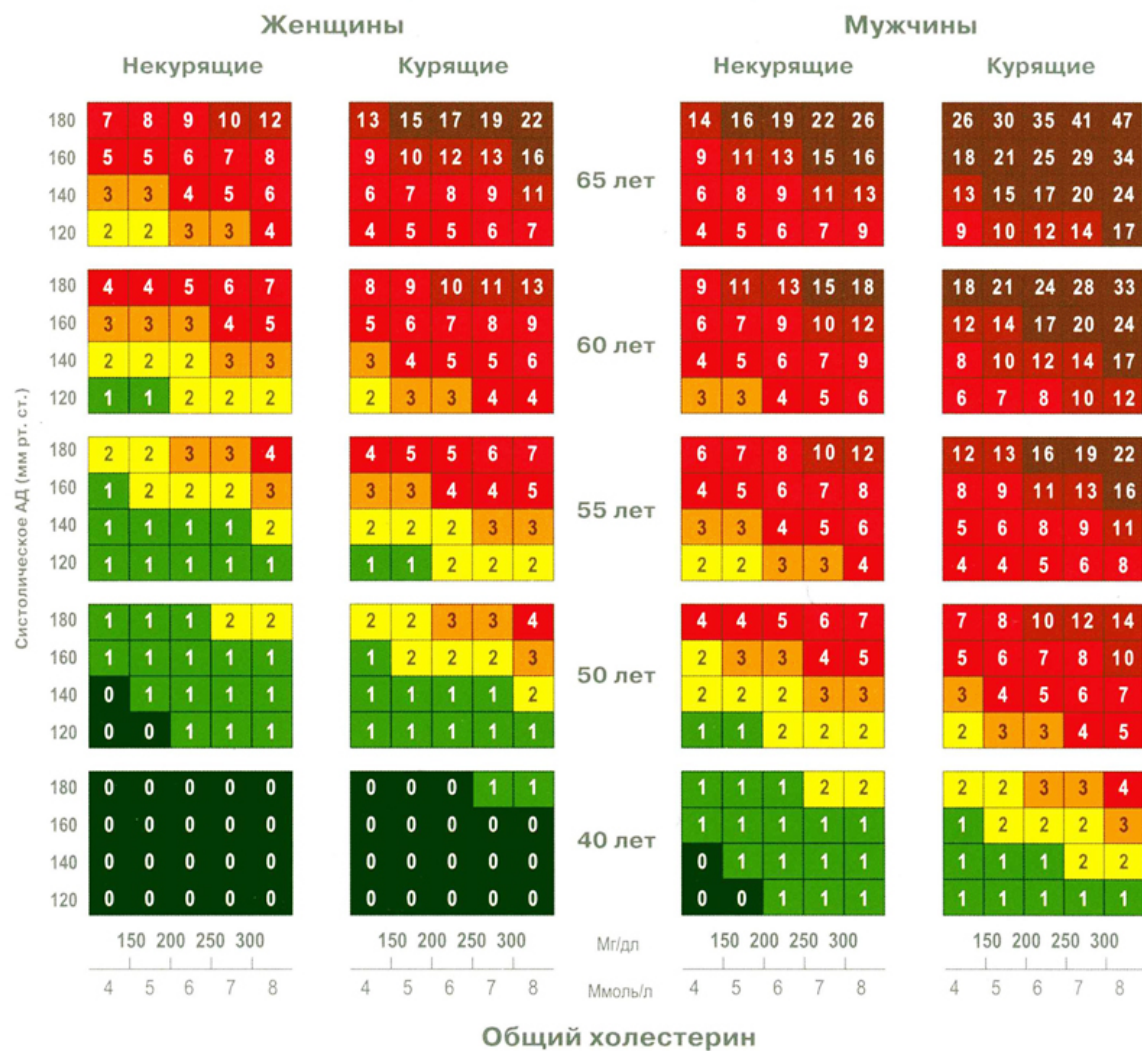 Женщины Мужчины
Некурящие Курящие Некурящие Курящие
180 7 8 9 10 12 13 15 17 19 22 14 16 19 22 26 26 30 35 41 47
160 5 5 6 7 8 9 10 12 13 16 9 11 13 15 16 18 21 25 29 34
65 лет
140 3 3 4 5 6 6 7 8 9 11 6 8 9 11 13 13 15 17 20 24
120 2 2 3 3 4 4 5 5 6 7 4 5 6 7 9 9 10 12 14 17
180 4 4 5 6 7 8 9 10 11 13 9 11 13 15 18 18 21 24 28 33
160 3 3 3 4 5 5 6 7 8 9 6 7 9 10 12 12 14 17 20 24
60 лет
140 2 2 2 3 3 3 4 5 5 6 4 5 6 7 9 8 10 12 14 17
120 1 1 2 2 2 2 3 3 4 4 3 3 4 5 6 6 7 8 10 12
Систолическое АД (мм рт. ст.)
180 2 2 3 3 4 4 5 5 6 7 6 7 8 10 12 12 13 16 19 22
160 1 2 2 2 3 3 3 4 4 5 4 5 6 7 8 8 9 11 13 16
55 лет
140 1 1 1 1 2 2 2 2 3 3 3 3 4 5 6 5 6 8 9 11
120 1 1 1 1 1 1 1 2 2 2 2 2 3 3 4 4 4 5 6 8
180 1 1 1 2 2 2 2 3 3 4 4 4 5 6 7 7 8 10 12 14
160 1 1 1 1 1 1 2 2 2 3 2 3 3 4 5 5 6 7 8 10
50 лет
140 0 1 1 1 1 1 1 1 1 2 2 2 2 3 3 3 4 5 6 7
120 0 0 1 1 1 1 1 1 1 1 1 1 2 2 2 2 3 3 4 5
180 0 0 0 0 0 0 0 0 1 1 1 1 1 2 2 2 2 3 3 4
160 0 0 0 0 0 0 0 0 0 0 1 1 1 1 1 1 2 2 2 3
40 лет
140 0 0 0 0 0 0 0 0 0 0 0 1 1 1 1 1 1 1 2 2
120 0 0 0 0 0 0 0 0 0 0 0 0 1 1 1 1 1 1 1 1
150 200 250 300 150 200 250 300 Мг/дл 150 200 250 300 150 200 250 300
4 5 6 7 8 4 5 6 7 8 Ммоль/л 4 5 6 7 8 4 5 6 7 8
Общий холестерин